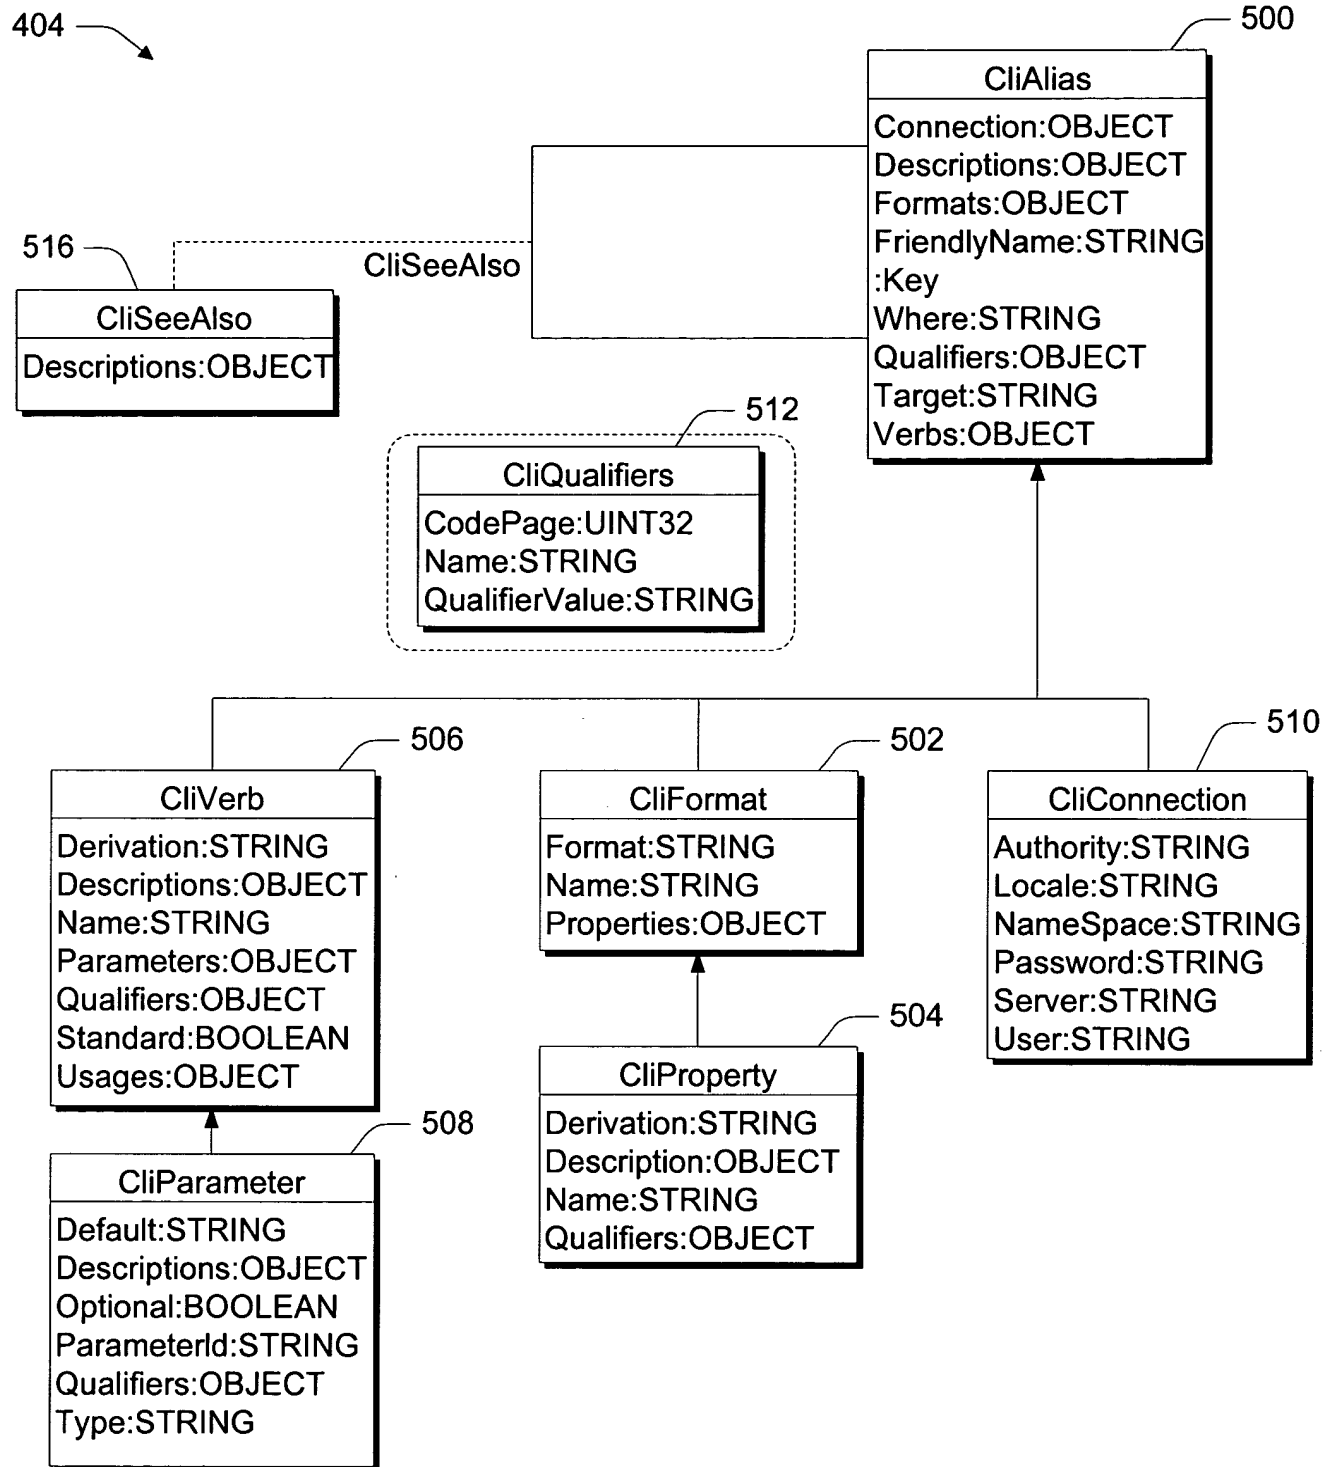 404
500
CliAlias
Connection:OBJECT
Descriptions:OBJECT
Formats:OBJECT
FriendlyName:STRING
:Key
Where:STRING
Qualifiers:OBJECT
Target:STRING
Verbs:OBJECT
516
CliSeeAlso
CliSeeAlso
Descriptions:OBJECT
512
CliQualifiers
CodePage:UINT32
Name:STRING
QualifierValue:STRING
506
CliVerb
Derivation:STRING
Descriptions:OBJECT
Name:STRING
Parameters:OBJECT
Qualifiers:OBJECT
Standard:BOOLEAN
Usages:OBJECT
502
CliFormat
Format:STRING
Name:STRING
Properties:OBJECT
510
CliConnection
Authority:STRING
Locale:STRING
NameSpace:STRING
Password:STRING
Server:STRING
User:STRING
504
CliProperty
Derivation:STRING
Description:OBJECT
Name:STRING
Qualifiers:OBJECT
508
CliParameter
Default:STRING
Descriptions:OBJECT
Optional:BOOLEAN
ParameterId:STRING
Qualifiers:OBJECT
Type:STRING